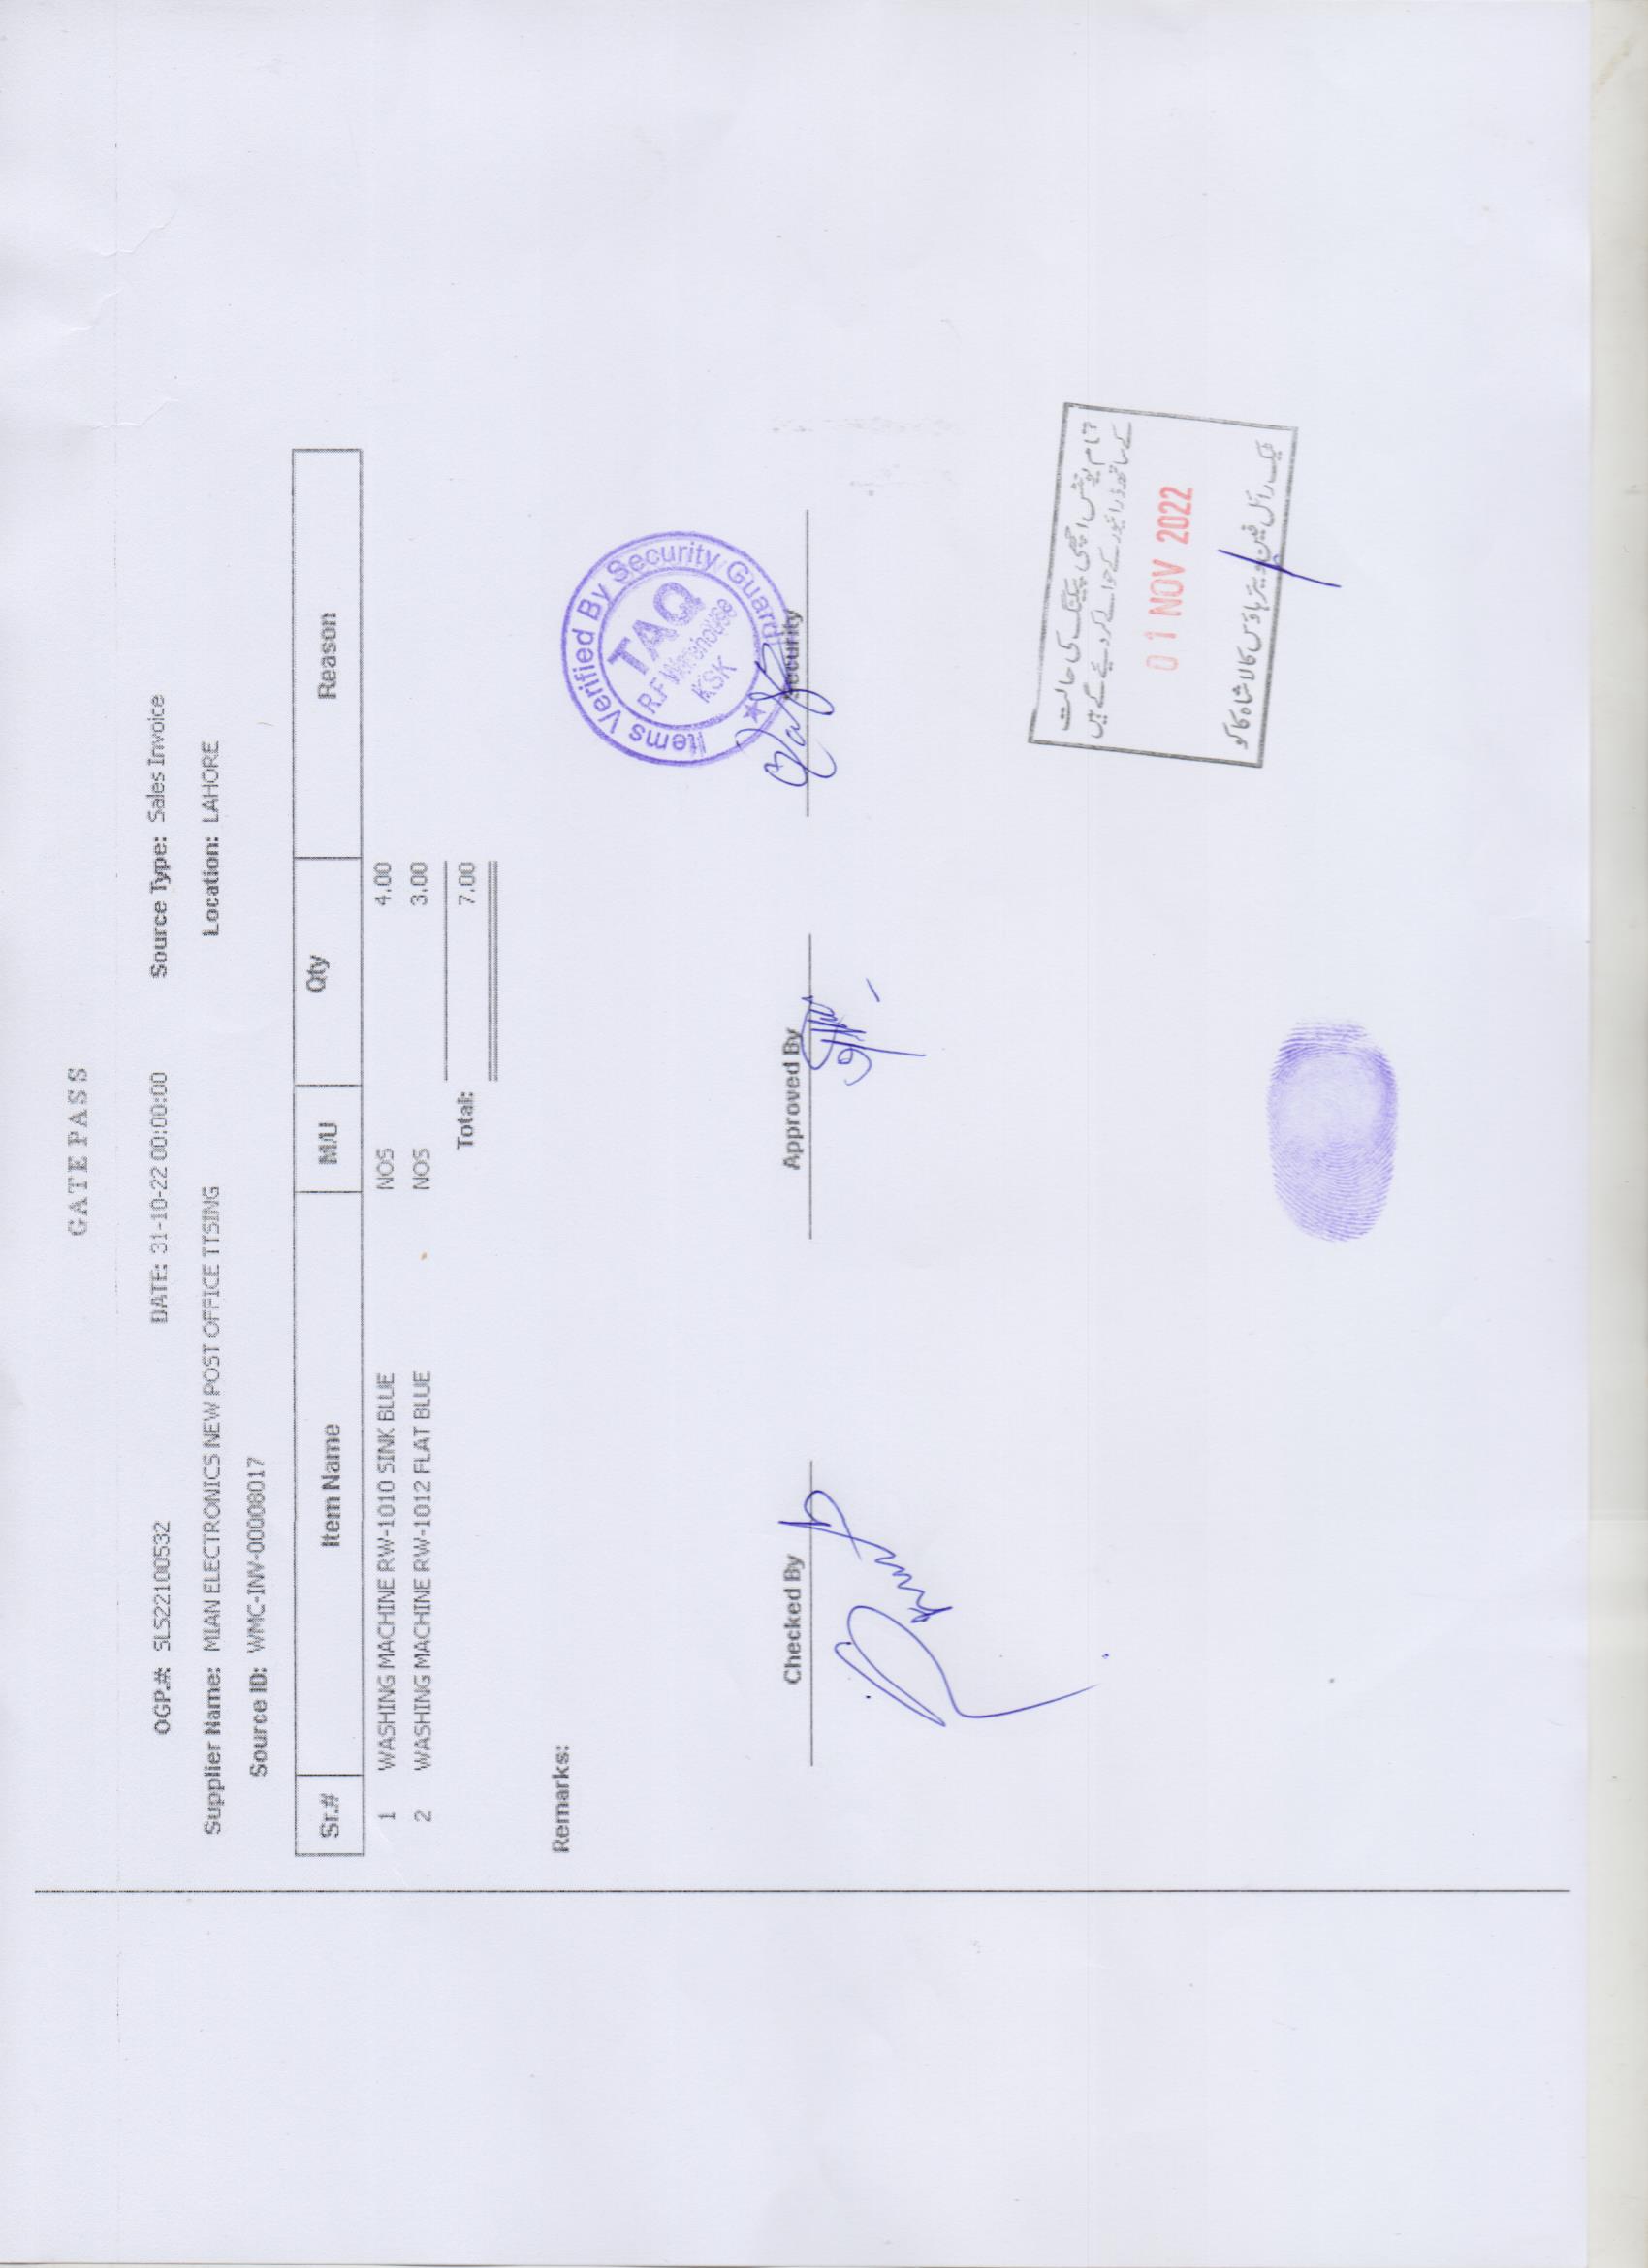 GATE PASS
OGP.#: SLS22100532 DATE: 31-10-22 00:00:00 Source Type: Sales Invoice
Supplier Name: MIAN ELECTRONICS NEW POST OFFICE TTSING Location: LAHORE
Source ID: WMC-INV-00008017
Sr.# Item Name M/U Qty Reason
1 WASHING MACHINE RW-1010 SINK BLUE NOS 4.00
2 WASHING MACHINE RW-1012 FLAT BLUE NOS 3.00
Total: 7.00
Remarks:
Items Verified By Security Guard
TAQ
R.F Warehouse
KSK
Checked By Approved By Security
تمام یونٹس اچھی پیکنگ کی حالت
کے ساتھ ڈرائیور کے حوالے کر دیئے گے ہیں
01 NOV 2022
ٹیک رائل فین ویئر ہاؤس کالا شاہ کاکو